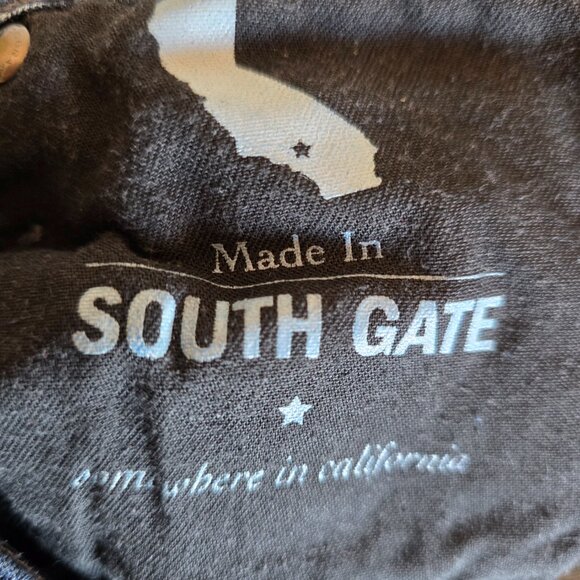 Made In
SOUTH GATE
somewhere in california